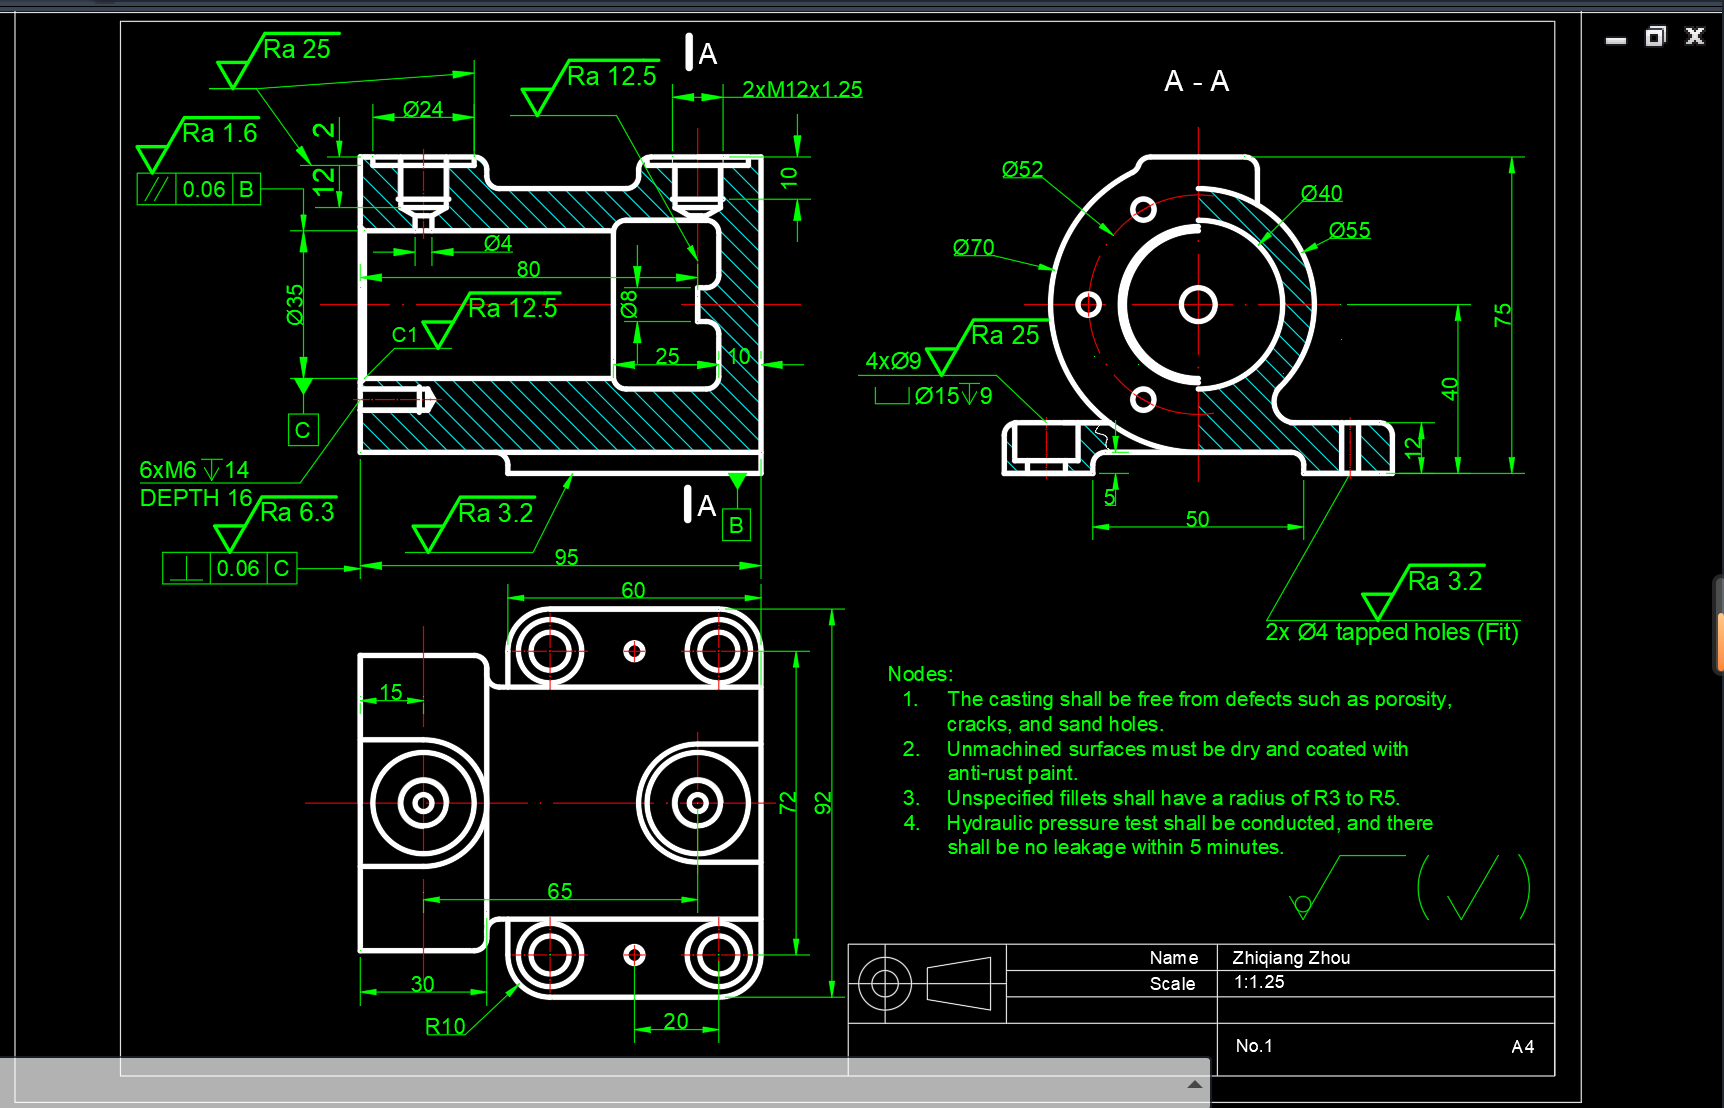 Ra 25
A
Ra 12.5
2xM12x1.25
A - A
Ø24
2
Ra 1.6
12
10
// 0.06 B
Ø52
Ø40
Ø55
Ø70
Ø4
80
Ø35
Ø8
Ra 12.5
C1
25
10
75
Ra 25
4xØ9
⌴ Ø15↧9
40
C
12
6xM6 ↧ 14
DEPTH 16
Ra 6.3
Ra 3.2
A
B
5
50
⊥ 0.06 C
95
60
Ra 3.2
2x Ø4 tapped holes (Fit)
15
72
92
65
30
R10
20
Nodes:
1. The casting shall be free from defects such as porosity,
cracks, and sand holes.
2. Unmachined surfaces must be dry and coated with
anti-rust paint.
3. Unspecified fillets shall have a radius of R3 to R5.
4. Hydraulic pressure test shall be conducted, and there
shall be no leakage within 5 minutes.
Name Zhiqiang Zhou
Scale 1:1.25
No.1 A4